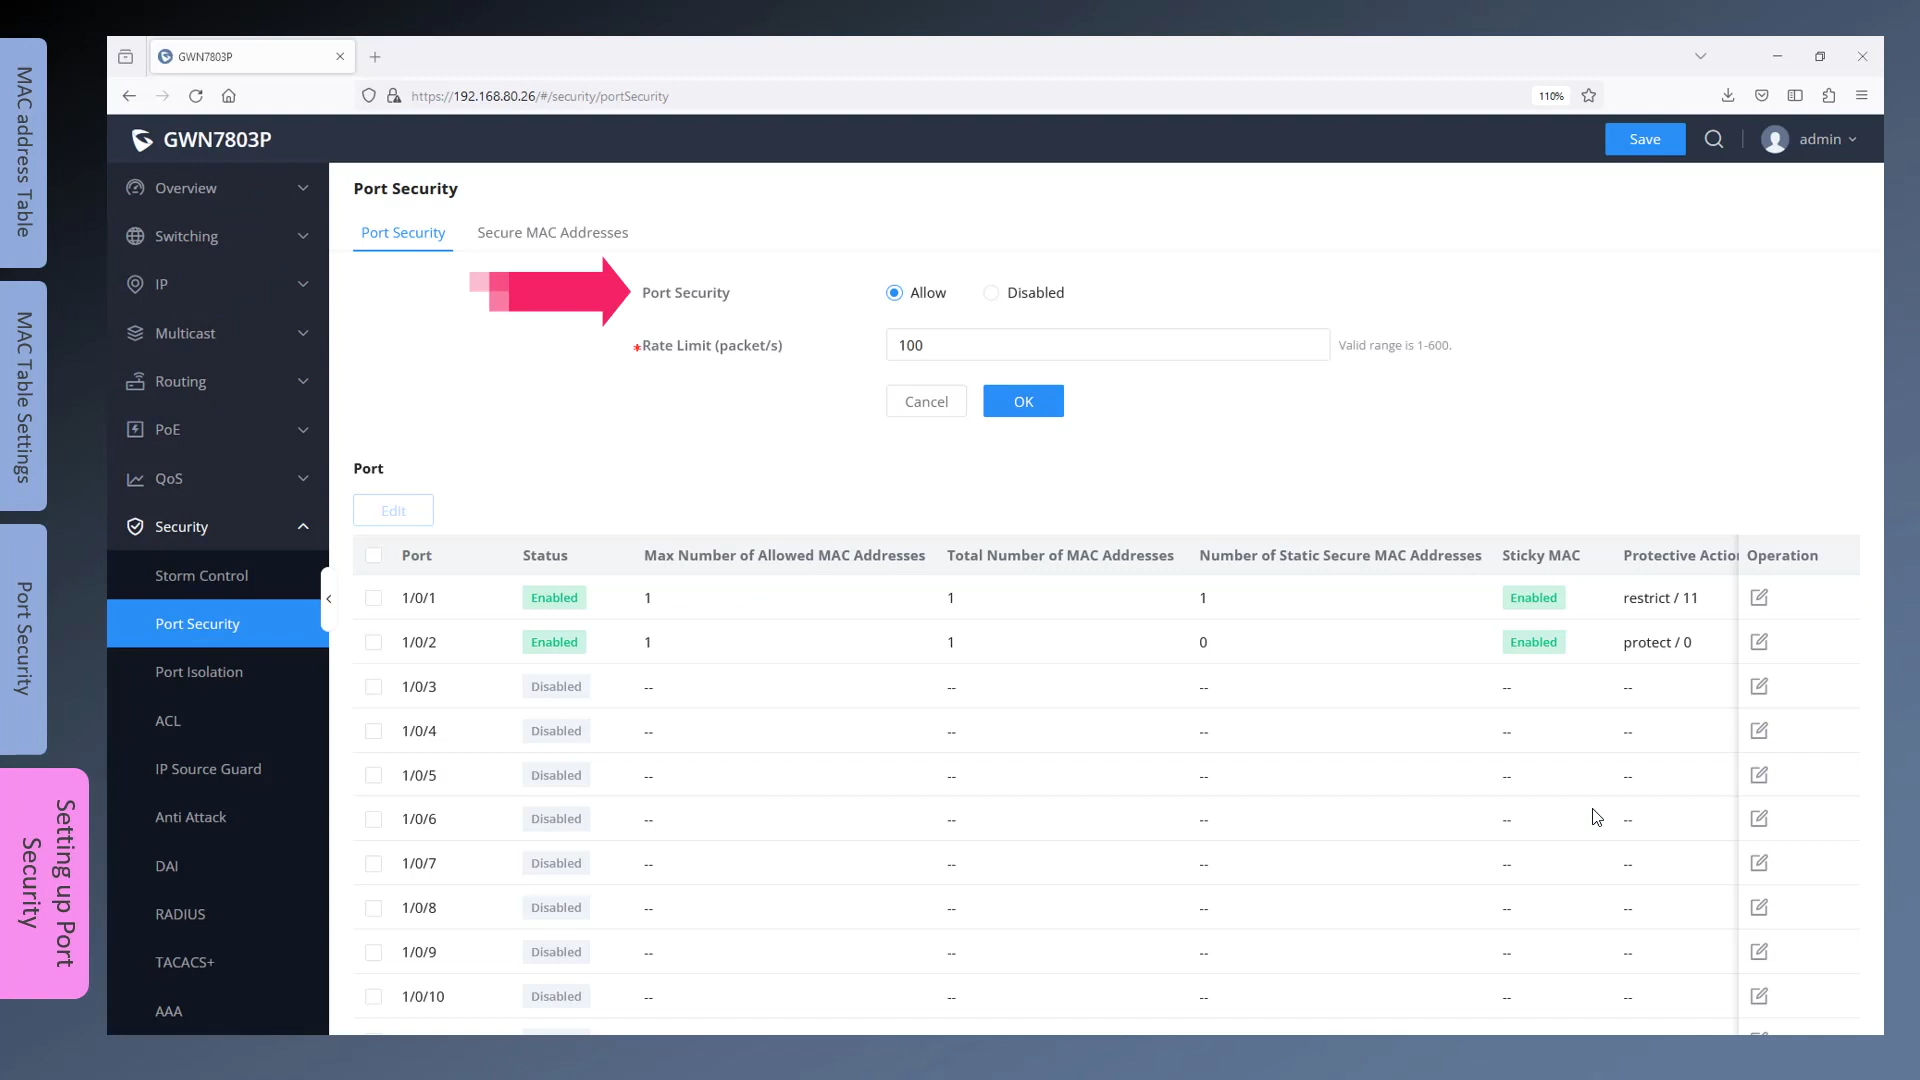 MAC address Table
MAC Table Settings
Port Security
Setting up Port
Security
GWN7803P
https://192.168.80.26/#/security/portSecurity
110%
GWN7803P
Save
admin
Overview
Switching
IP
Multicast
Routing
PoE
QoS
Security
Storm Control
Port Security
Port Isolation
ACL
IP Source Guard
Anti Attack
DAI
RADIUS
TACACS+
AAA
Port Security
Port Security Secure MAC Addresses
Port Security Allow Disabled
*Rate Limit (packet/s) 100 Valid range is 1-600.
Cancel OK
Port
Edit
Port Status Max Number of Allowed MAC Addresses Total Number of MAC Addresses Number of Static Secure MAC Addresses Sticky MAC Protective Action Operation
1/0/1 Enabled 1 1 1 Enabled restrict / 11
1/0/2 Enabled 1 1 0 Enabled protect / 0
1/0/3 Disabled -- -- -- -- --
1/0/4 Disabled -- -- -- -- --
1/0/5 Disabled -- -- -- -- --
1/0/6 Disabled -- -- -- -- --
1/0/7 Disabled -- -- -- -- --
1/0/8 Disabled -- -- -- -- --
1/0/9 Disabled -- -- -- -- --
1/0/10 Disabled -- -- -- -- --